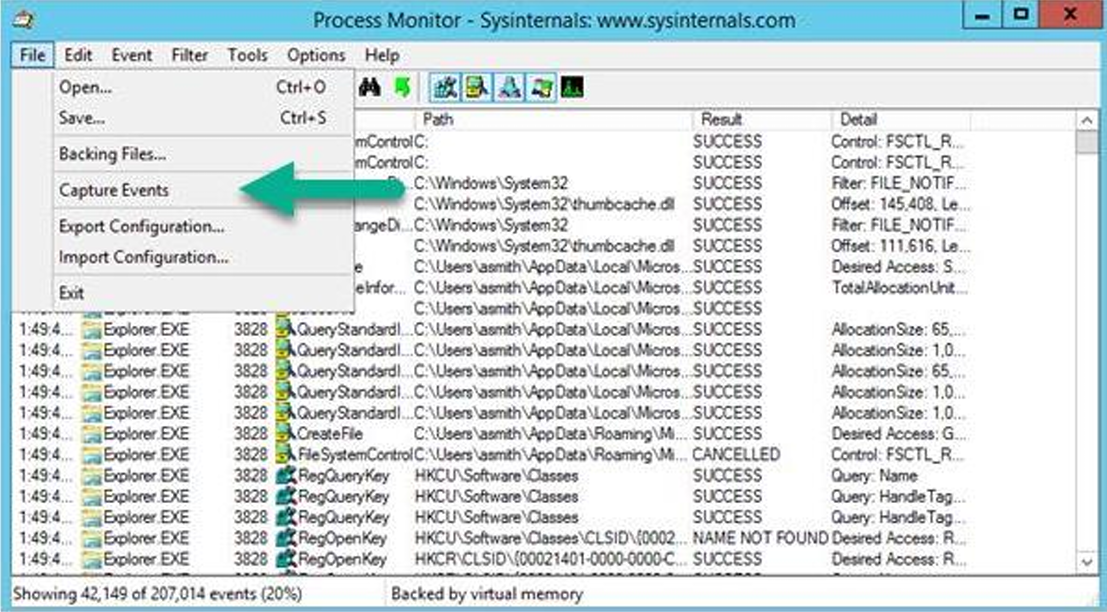 Process Monitor - Sysinternals: www.sysinternals.com
File Edit Event Filter Tools Options Help
Open... Ctrl+O
Save... Ctrl+S
Backing Files...
Capture Events
Export Configuration...
Import Configuration...
Exit
Path Result Detail
mControl C: SUCCESS Control: FSCTL_R...
mControl C: SUCCESS Control: FSCTL_R...
C:\Windows\System32 SUCCESS Filter: FILE_NOTIF...
C:\Windows\System32\thumbcache.dll SUCCESS Offset: 145,408, Le...
angeDi... C:\Windows\System32 SUCCESS Filter: FILE_NOTIF...
C:\Windows\System32\thumbcache.dll SUCCESS Offset: 111,616, Le...
e C:\Users\asmith\AppData\Local\Micros... SUCCESS Desired Access: S...
eInfor... C:\Users\asmith\AppData\Local\Micros... SUCCESS TotalAllocationUnit...
C:\Users\asmith\AppData\Local\Micros... SUCCESS
1:49:4... Explorer.EXE 3828 QueryStandardI... C:\Users\asmith\AppData\Local\Micros... SUCCESS AllocationSize: 65,...
1:49:4... Explorer.EXE 3828 QueryStandardI... C:\Users\asmith\AppData\Local\Micros... SUCCESS AllocationSize: 1,0...
1:49:4... Explorer.EXE 3828 QueryStandardI... C:\Users\asmith\AppData\Local\Micros... SUCCESS AllocationSize: 65,...
1:49:4... Explorer.EXE 3828 QueryStandardI... C:\Users\asmith\AppData\Local\Micros... SUCCESS AllocationSize: 1,0...
1:49:4... Explorer.EXE 3828 QueryStandardI... C:\Users\asmith\AppData\Local\Micros... SUCCESS AllocationSize: 1,0...
1:49:4... Explorer.EXE 3828 CreateFile C:\Users\asmith\AppData\Roaming\Mi... SUCCESS Desired Access: G...
1:49:4... Explorer.EXE 3828 FileSystemControl C:\Users\asmith\AppData\Roaming\Mi... CANCELLED Control: FSCTL_R...
1:49:4... Explorer.EXE 3828 RegQueryKey HKCU\Software\Classes SUCCESS Query: Name
1:49:4... Explorer.EXE 3828 RegQueryKey HKCU\Software\Classes SUCCESS Query: HandleTag...
1:49:4... Explorer.EXE 3828 RegQueryKey HKCU\Software\Classes SUCCESS Query: HandleTag...
1:49:4... Explorer.EXE 3828 RegOpenKey HKCU\Software\Classes\CLSID\{0002... NAME NOT FOUND Desired Access: R...
1:49:4... Explorer.EXE 3828 RegOpenKey HKCR\CLSID\{00021401-0000-0000-C... SUCCESS Desired Access: R...
Showing 42,149 of 207,014 events (20%) Backed by virtual memory